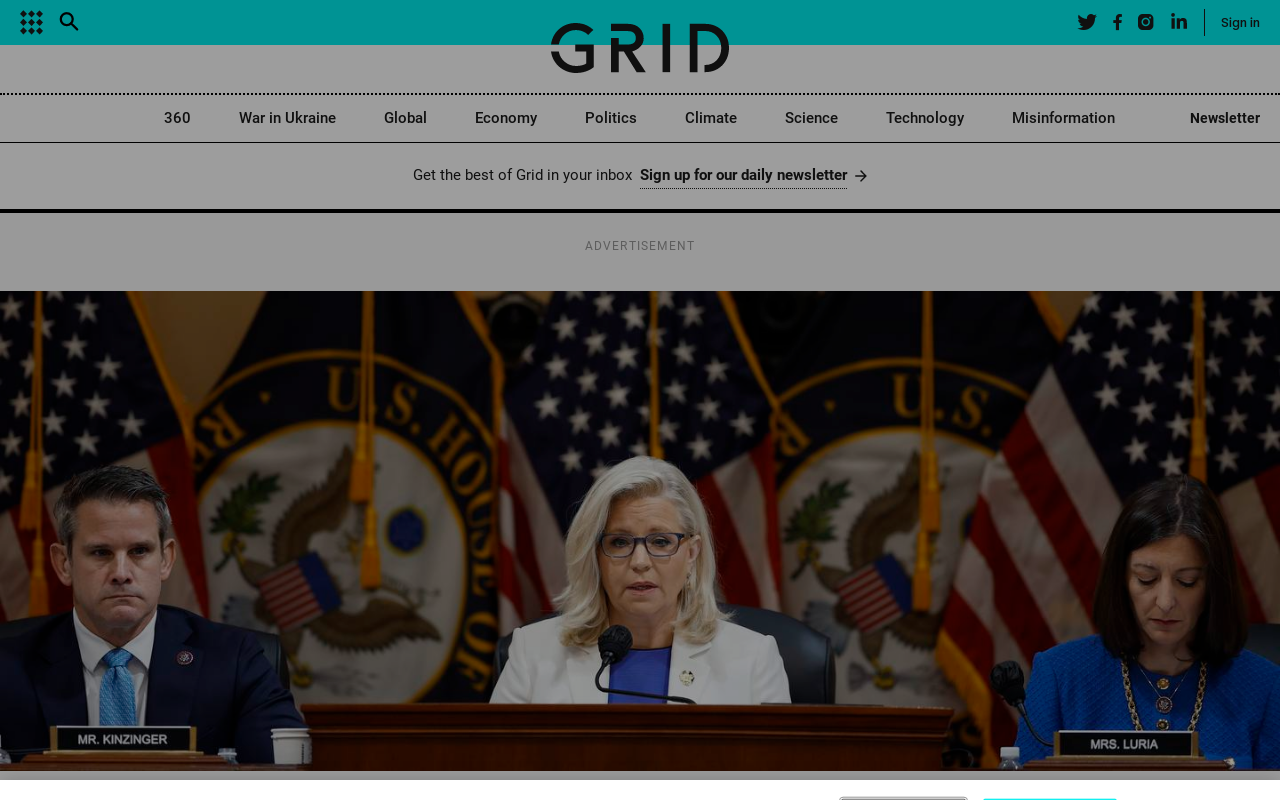 GRID
Sign in
360 War in Ukraine Global Economy Politics Climate Science Technology Misinformation Newsletter
Get the best of Grid in your inbox Sign up for our daily newsletter →
ADVERTISEMENT
U.S. HOUSE OF
R
U.S.
R
MR. KINZINGER
MRS. LURIA